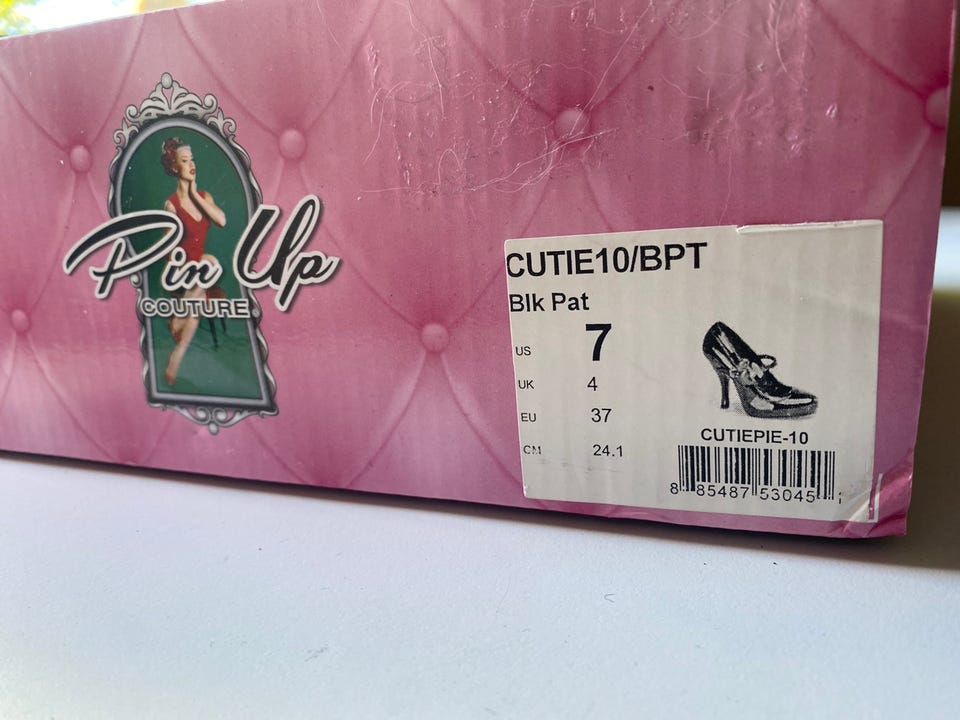 Pin Up
COUTURE
CUTIE10/BPT
Blk Pat
US 7
UK 4
EU 37
CM 24.1
CUTIEPIE-10
8 85487 53045